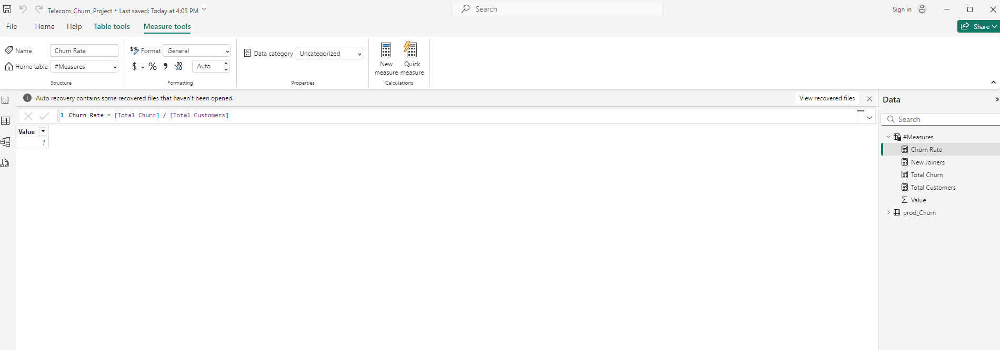 Telecom_Churn_Project • Last saved: Today at 4:03 PM
Search
Sign in
File Home Help Table tools Measure tools
Share
Name Churn Rate
Home table #Measures
Structure
$% Format General
$ % , .00 Auto
Formatting
Data category Uncategorized
Properties
New measure
Quick measure
Calculations
Auto recovery contains some recovered files that haven't been opened.
View recovered files
1 Churn Rate = [Total Churn] / [Total Customers]
Value
1
DAX
Data
Search
#Measures
Churn Rate
New Joiners
Total Churn
Total Customers
Value
prod_Churn